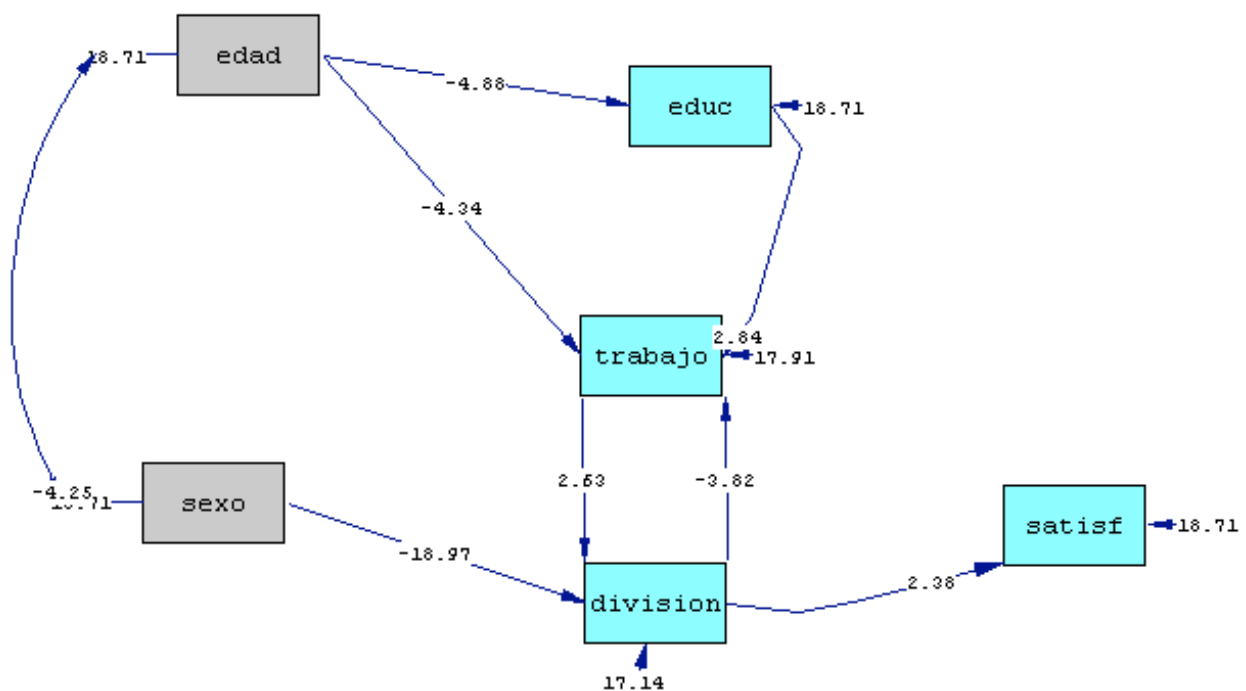 edad
18.71
-4.88
educ
18.71
-4.34
2.84
trabajo
17.91
-4.25
sexo
2.53
-3.82
satisf
18.71
-18.97
2.38
division
17.14